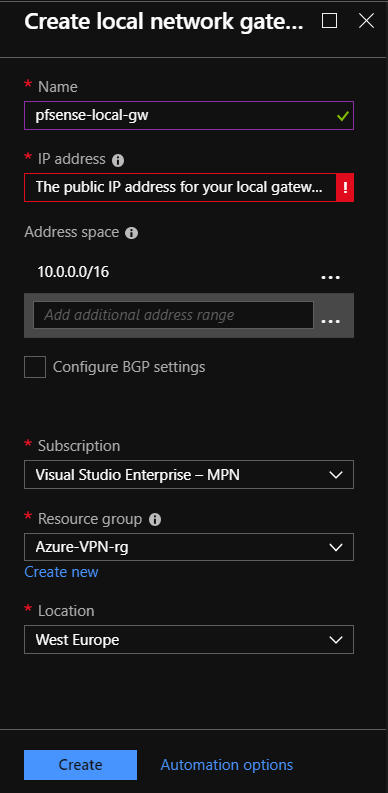 Create local network gate...
* Name
pfsense-local-gw
* IP address
The public IP address for your local gatew...
Address space
10.0.0.0/16
...
Add additional address range
...
Configure BGP settings
* Subscription
Visual Studio Enterprise – MPN
* Resource group
Azure-VPN-rg
Create new
* Location
West Europe
Create
Automation options